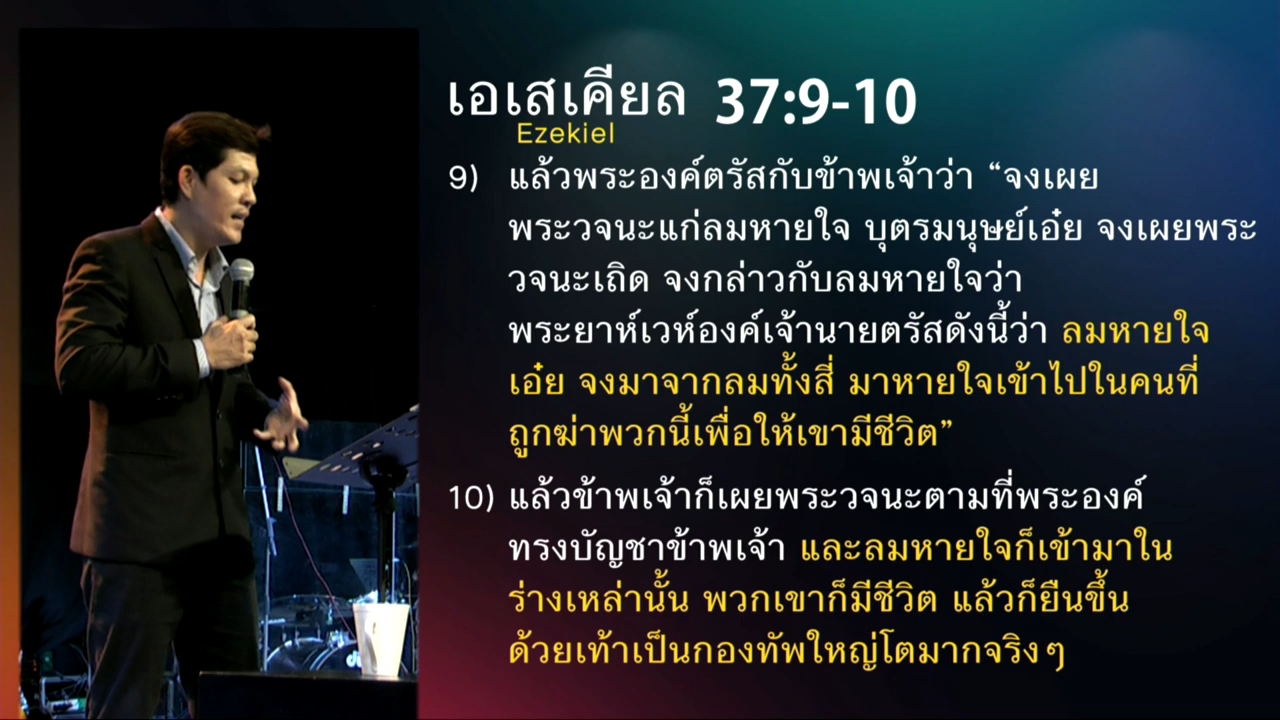 เอเสเคียล 37:9-10
Ezekiel
9) แล้วพระองค์ตรัสกับข้าพเจ้าว่า “จงเผย
พระวจนะแก่ลมหายใจ บุตรมนุษย์เอ๋ย จงเผยพระ
วจนะเถิด จงกล่าวกับลมหายใจว่า
พระยาห์เวห์องค์เจ้านายตรัสดังนี้ว่า ลมหายใจ
เอ๋ย จงมาจากลมทั้งสี่ มาหายใจเข้าไปในคนที่
ถูกฆ่าพวกนี้เพื่อให้เขามีชีวิต”
10) แล้วข้าพเจ้าก็เผยพระวจนะตามที่พระองค์
ทรงบัญชาข้าพเจ้า และลมหายใจก็เข้ามาใน
ร่างเหล่านั้น พวกเขาก็มีชีวิต แล้วก็ยืนขึ้น
ด้วยเท้าเป็นกองทัพใหญ่โตมากจริงๆ